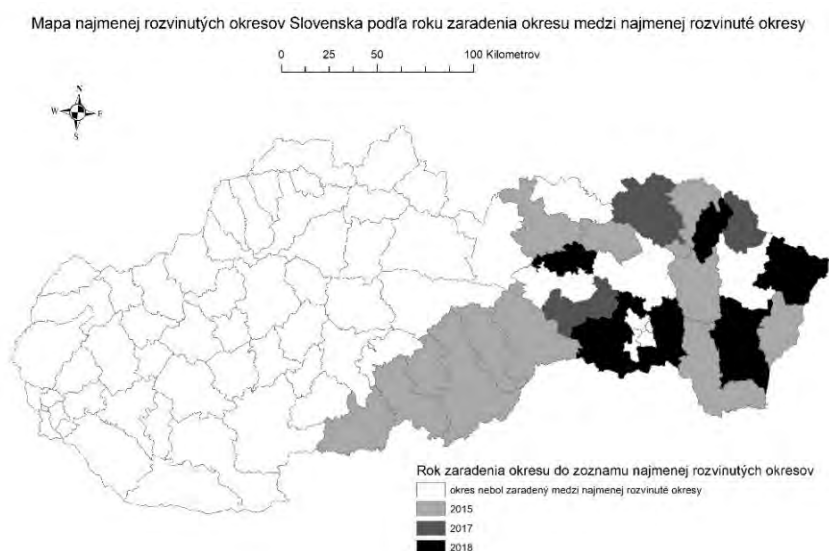 Mapa najmenej rozvinutých okresov Slovenska podľa roku zaradenia okresu medzi najmenej rozvinuté okresy
0 25 50 100 Kilometrov
N
W E
S
Rok zaradenia okresu do zoznamu najmenej rozvinutých okresov
okres nebol zaradený medzi najmenej rozvinuté okresy
2015
2017
2018